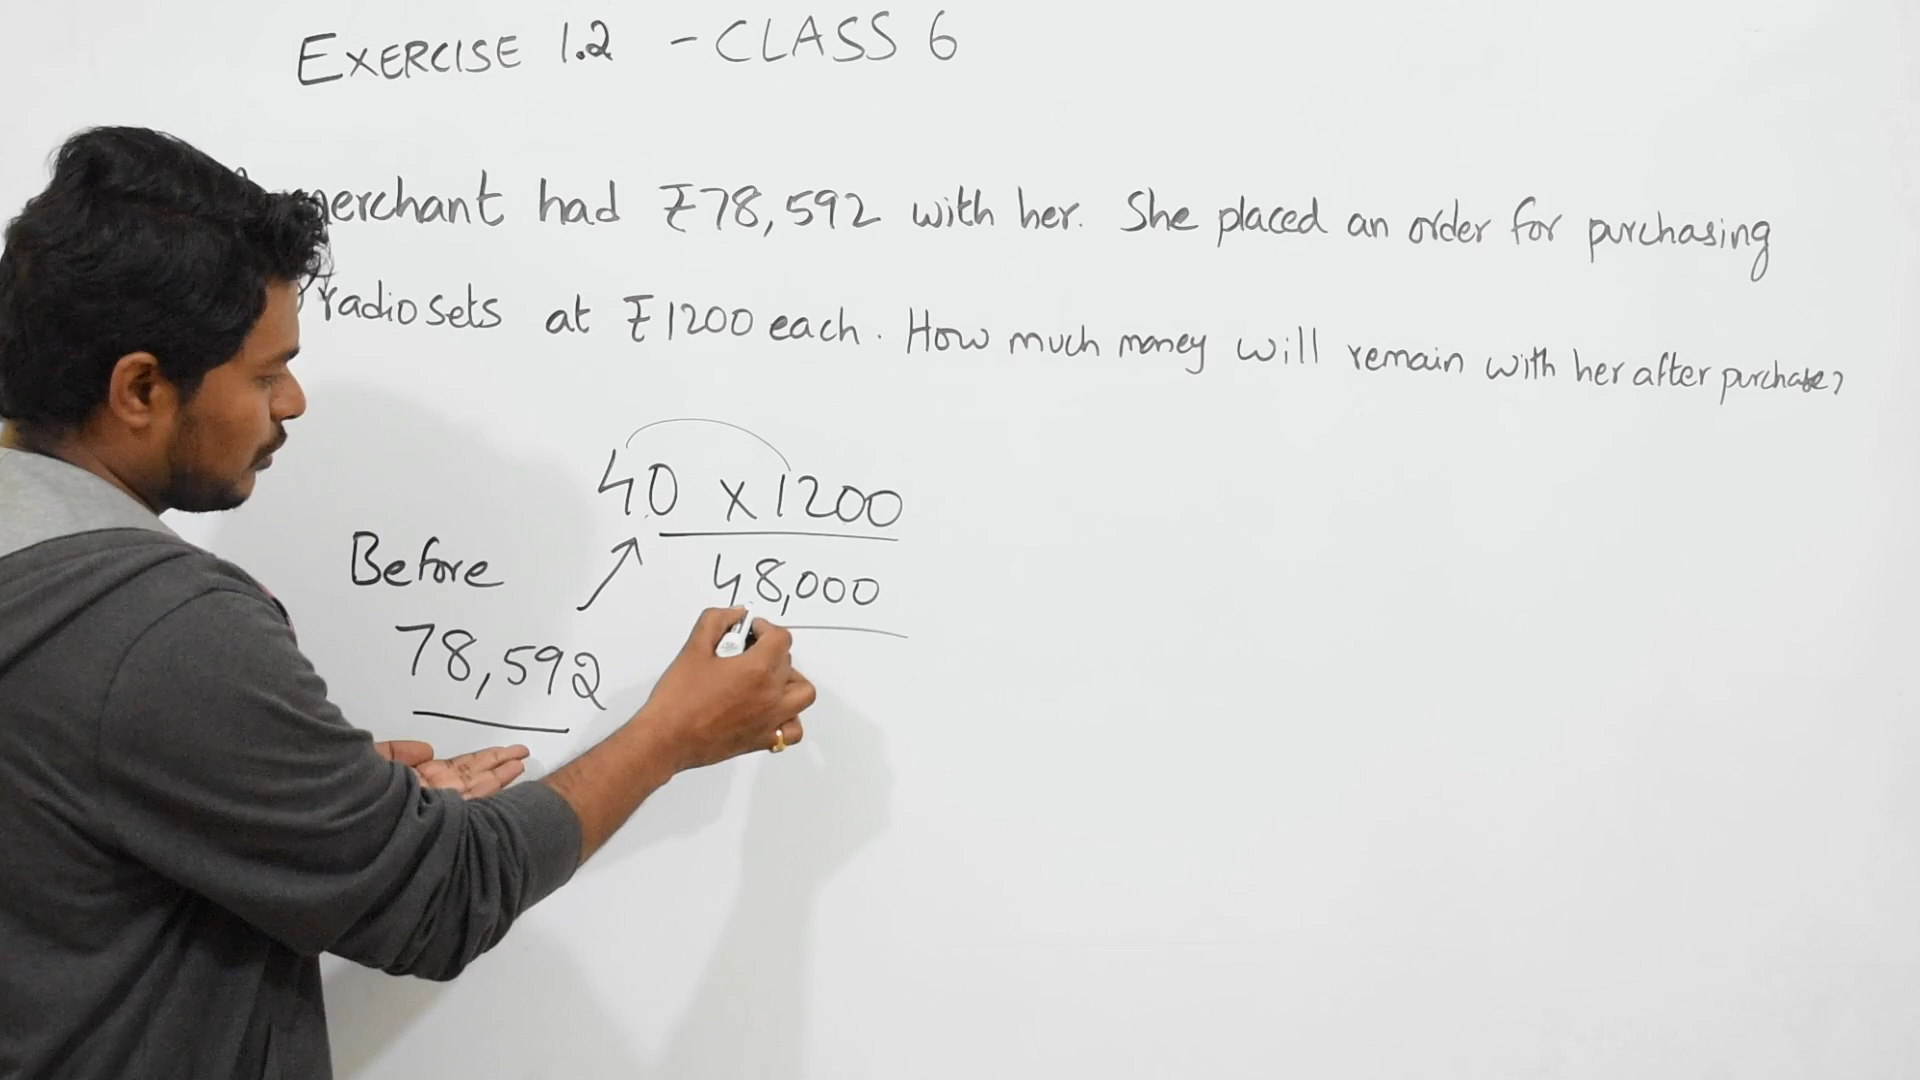 EXERCISE 1.2 - CLASS 6
merchant had ₹78,592 with her. She placed an order for purchasing
radio sets at ₹1200 each. How much money will remain with her after purchase?
40 x 1200
48,000
Before
78,592